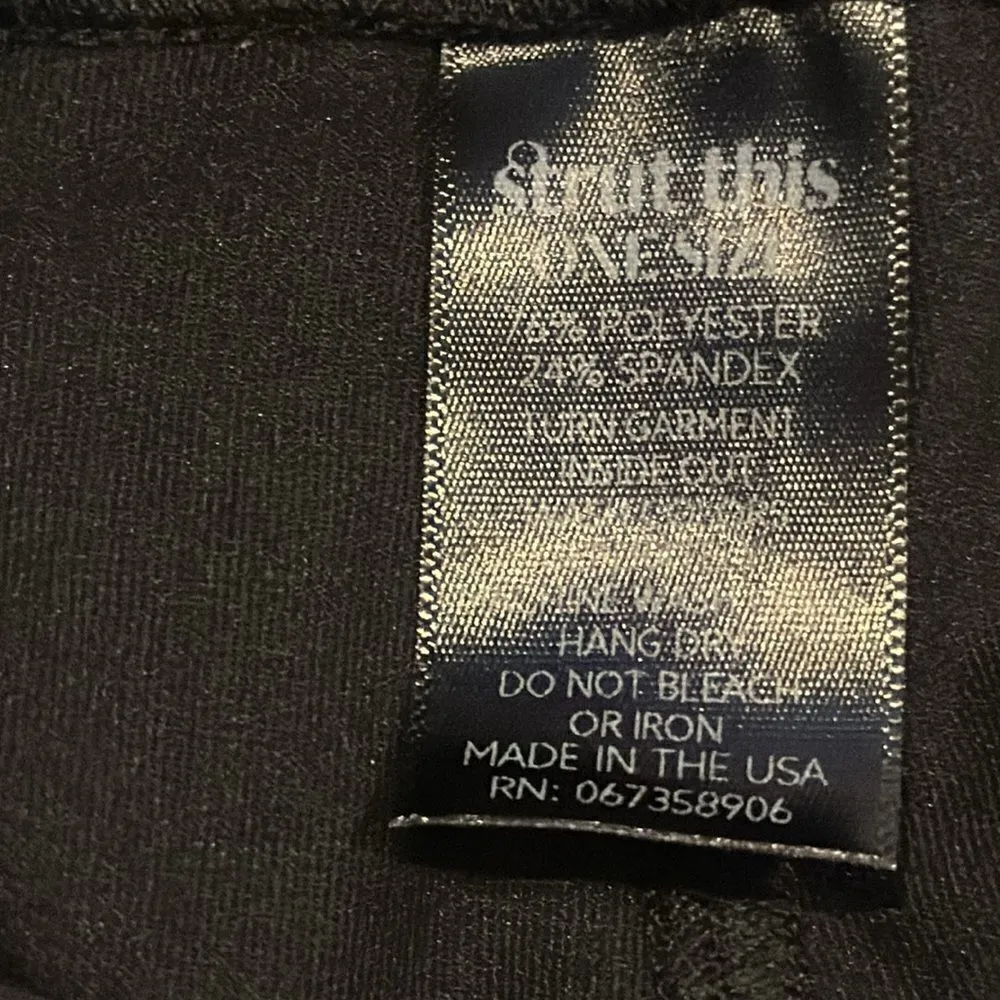 strut this
ONE SIZE
76% POLYESTER
24% SPANDEX
TURN GARMENT
INSIDE OUT
HANG DRY
DO NOT BLEACH
OR IRON
MADE IN THE USA
RN: 067358906